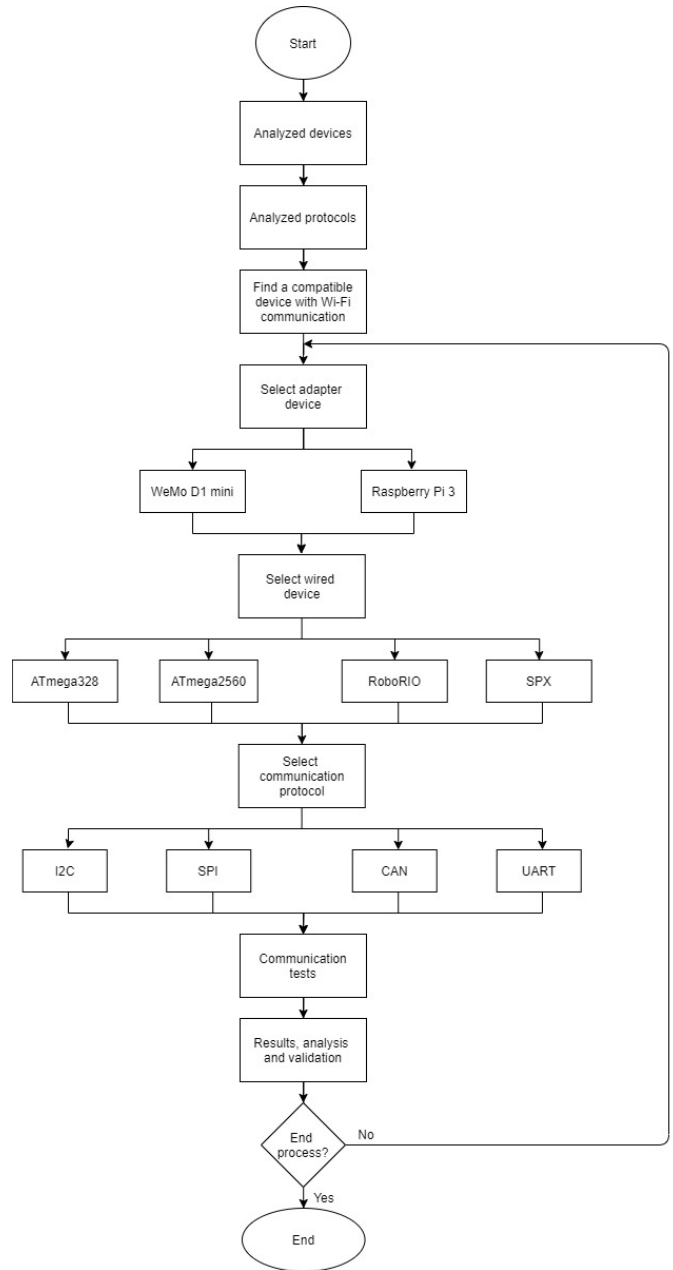 Start
Analyzed devices
Analyzed protocols
Find a compatible
device with Wi-Fi
communication
Select adapter
device
WeMo D1 mini
Raspberry Pi 3
Select wired
device
ATmega328
ATmega2560
RoboRIO
SPX
Select
communication
protocol
I2C
SPI
CAN
UART
Communication
tests
Results, analysis
and validation
End
process?
No
Yes
End